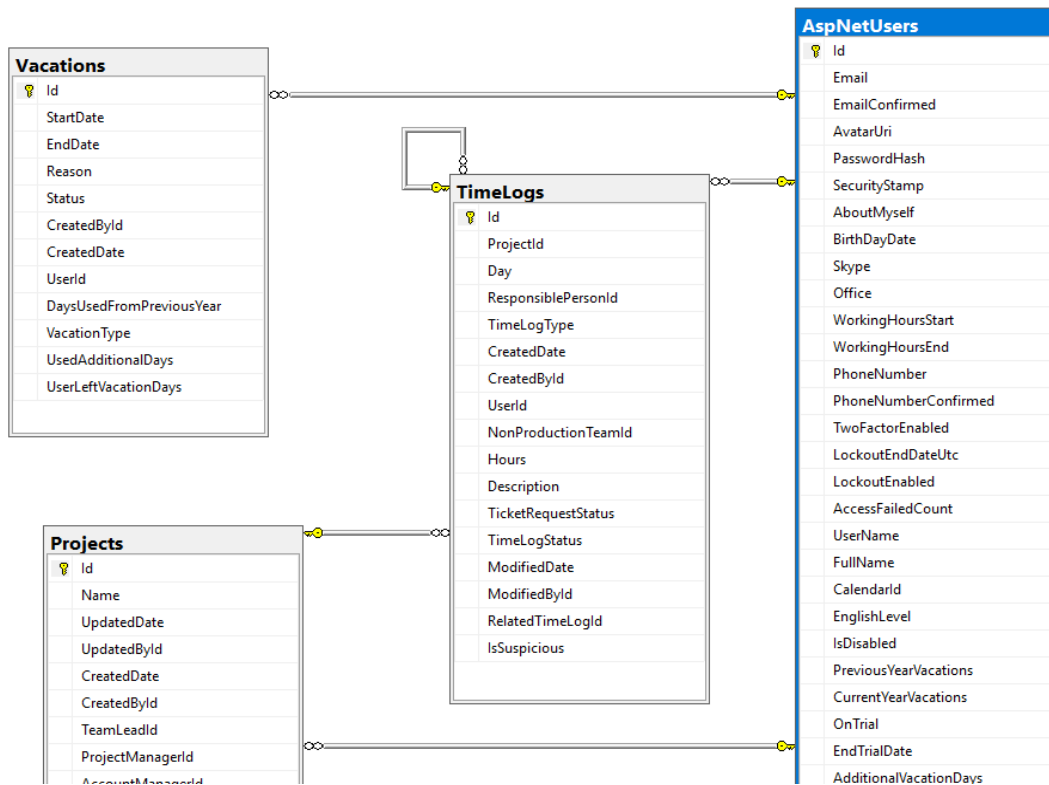 Vacations
Id
StartDate
EndDate
Reason
Status
CreatedById
CreatedDate
UserId
DaysUsedFromPreviousYear
VacationType
UsedAdditionalDays
UserLeftVacationDays
TimeLogs
Id
ProjectId
Day
ResponsiblePersonId
TimeLogType
CreatedDate
CreatedById
UserId
NonProductionTeamId
Hours
Description
TicketRequestStatus
TimeLogStatus
ModifiedDate
ModifiedById
RelatedTimeLogId
IsSuspicious
Projects
Id
Name
UpdatedDate
UpdatedById
CreatedDate
CreatedById
TeamLeadId
ProjectManagerId
AccountManagerId
AspNetUsers
Id
Email
EmailConfirmed
AvatarUri
PasswordHash
SecurityStamp
AboutMyself
BirthDayDate
Skype
Office
WorkingHoursStart
WorkingHoursEnd
PhoneNumber
PhoneNumberConfirmed
TwoFactorEnabled
LockoutEndDateUtc
LockoutEnabled
AccessFailedCount
UserName
FullName
CalendarId
EnglishLevel
IsDisabled
PreviousYearVacations
CurrentYearVacations
OnTrial
EndTrialDate
AdditionalVacationDays